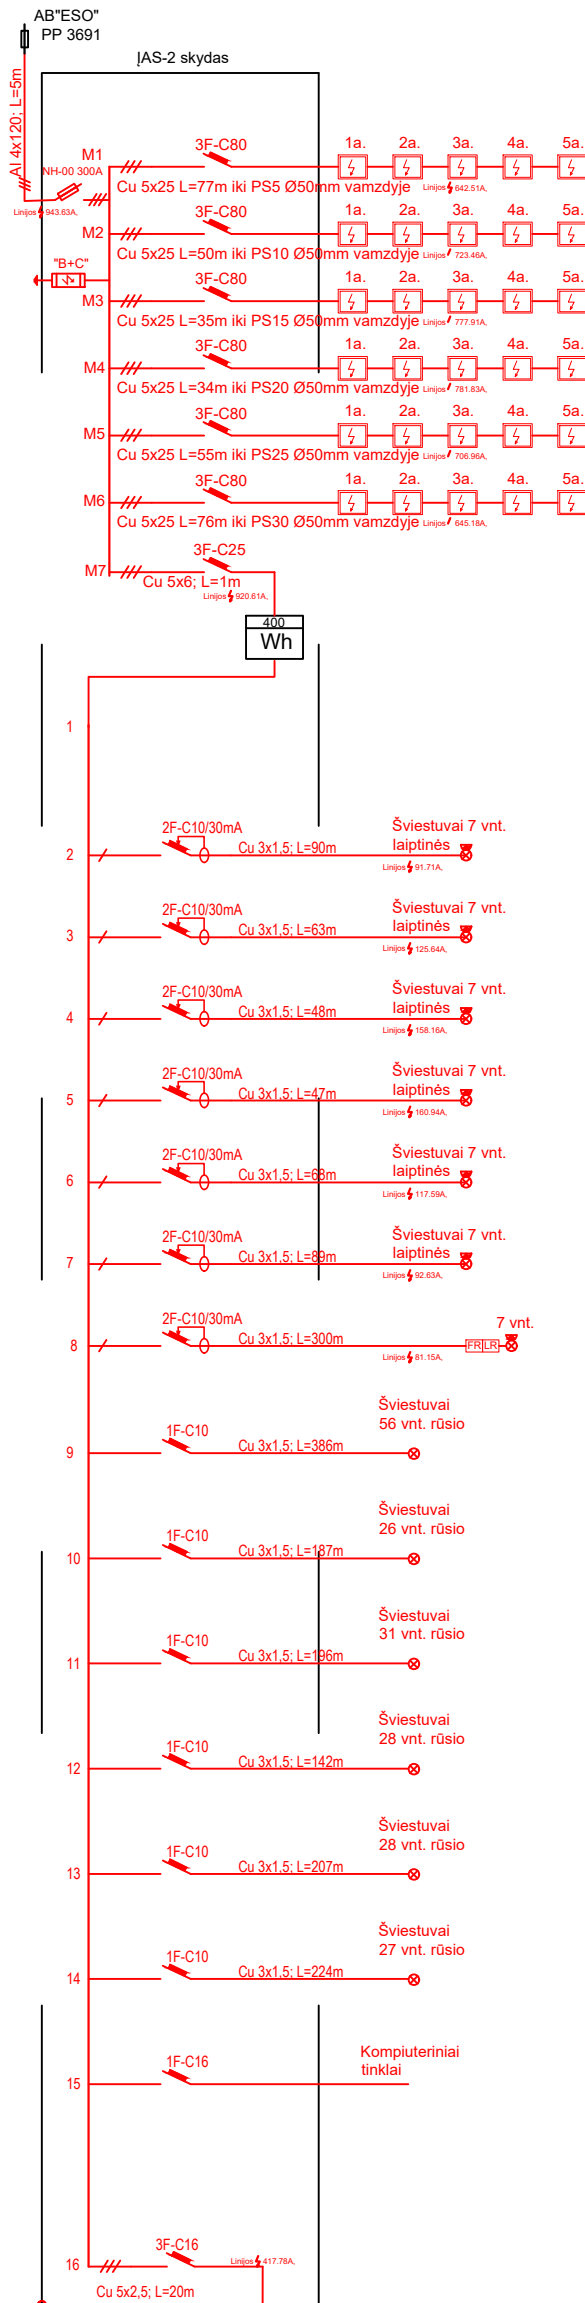 AB"ESO"
PP 3691
ĮAS-2 skydas
Al 4x120; L=5m
NH-00 300A
Linijos 943.63A,
"B+C"
M1
3F-C80
1a. 2a. 3a. 4a. 5a.
Cu 5x25 L=77m iki PS5 Ø50mm vamzdyje
Linijos 642.51A,
M2
3F-C80
1a. 2a. 3a. 4a. 5a.
Cu 5x25 L=50m iki PS10 Ø50mm vamzdyje
Linijos 723.46A,
M3
3F-C80
1a. 2a. 3a. 4a. 5a.
Cu 5x25 L=35m iki PS15 Ø50mm vamzdyje
Linijos 777.91A,
M4
3F-C80
1a. 2a. 3a. 4a. 5a.
Cu 5x25 L=34m iki PS20 Ø50mm vamzdyje
Linijos 781.83A,
M5
3F-C80
1a. 2a. 3a. 4a. 5a.
Cu 5x25 L=55m iki PS25 Ø50mm vamzdyje
Linijos 706.96A,
M6
3F-C80
1a. 2a. 3a. 4a. 5a.
Cu 5x25 L=76m iki PS30 Ø50mm vamzdyje
Linijos 645.18A,
M7
3F-C25
Cu 5x6; L=1m
Linijos 920.61A,
400
Wh
1
2
2F-C10/30mA
Cu 3x1,5; L=90m
Šviestuvai 7 vnt.
laiptinės
Linijos 91.71A,
3
2F-C10/30mA
Cu 3x1,5; L=63m
Šviestuvai 7 vnt.
laiptinės
Linijos 125.64A,
4
2F-C10/30mA
Cu 3x1,5; L=48m
Šviestuvai 7 vnt.
laiptinės
Linijos 158.16A,
5
2F-C10/30mA
Cu 3x1,5; L=47m
Šviestuvai 7 vnt.
laiptinės
Linijos 160.94A,
6
2F-C10/30mA
Cu 3x1,5; L=68m
Šviestuvai 7 vnt.
laiptinės
Linijos 117.59A,
7
2F-C10/30mA
Cu 3x1,5; L=89m
Šviestuvai 7 vnt.
laiptinės
Linijos 92.63A,
8
2F-C10/30mA
Cu 3x1,5; L=300m
7 vnt.
FR LR
Linijos 81.15A,
9
1F-C10
Cu 3x1,5; L=386m
Šviestuvai
56 vnt. rūsio
10
1F-C10
Cu 3x1,5; L=187m
Šviestuvai
26 vnt. rūsio
11
1F-C10
Cu 3x1,5; L=196m
Šviestuvai
31 vnt. rūsio
12
1F-C10
Cu 3x1,5; L=142m
Šviestuvai
28 vnt. rūsio
13
1F-C10
Cu 3x1,5; L=207m
Šviestuvai
28 vnt. rūsio
14
1F-C10
Cu 3x1,5; L=224m
Šviestuvai
27 vnt. rūsio
15
1F-C16
Kompiuteriniai
tinklai
16
3F-C16
Linijos 417.78A,
Cu 5x2,5; L=20m